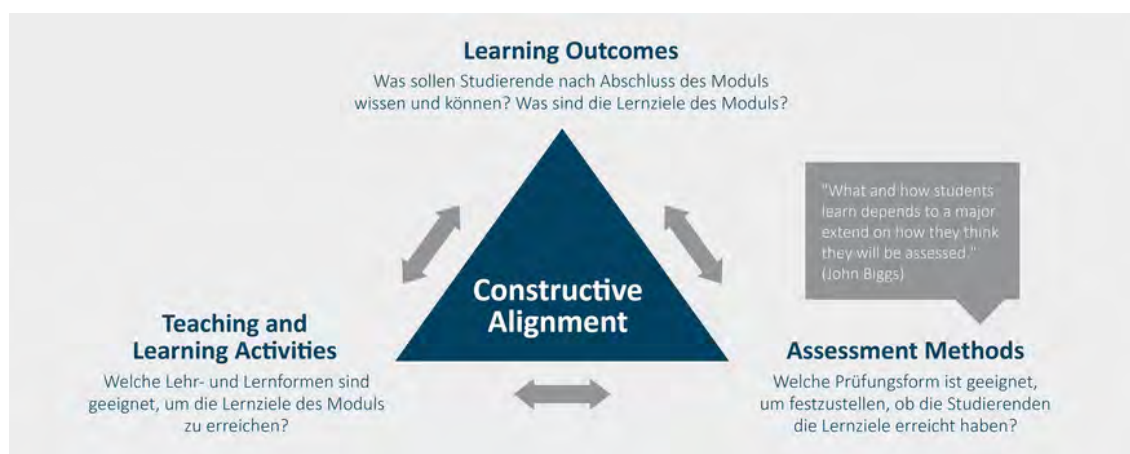 Learning Outcomes
Was sollen Studierende nach Abschluss des Moduls
wissen und können? Was sind die Lernziele des Moduls?
"What and how students
learn depends to a major
extend on how they think
they will be assessed."
(John Biggs)
Constructive
Alignment
Teaching and
Learning Activities
Welche Lehr- und Lernformen sind
geeignet, um die Lernziele des Moduls
zu erreichen?
Assessment Methods
Welche Prüfungsform ist geeignet,
um festzustellen, ob die Studierenden
die Lernziele erreicht haben?